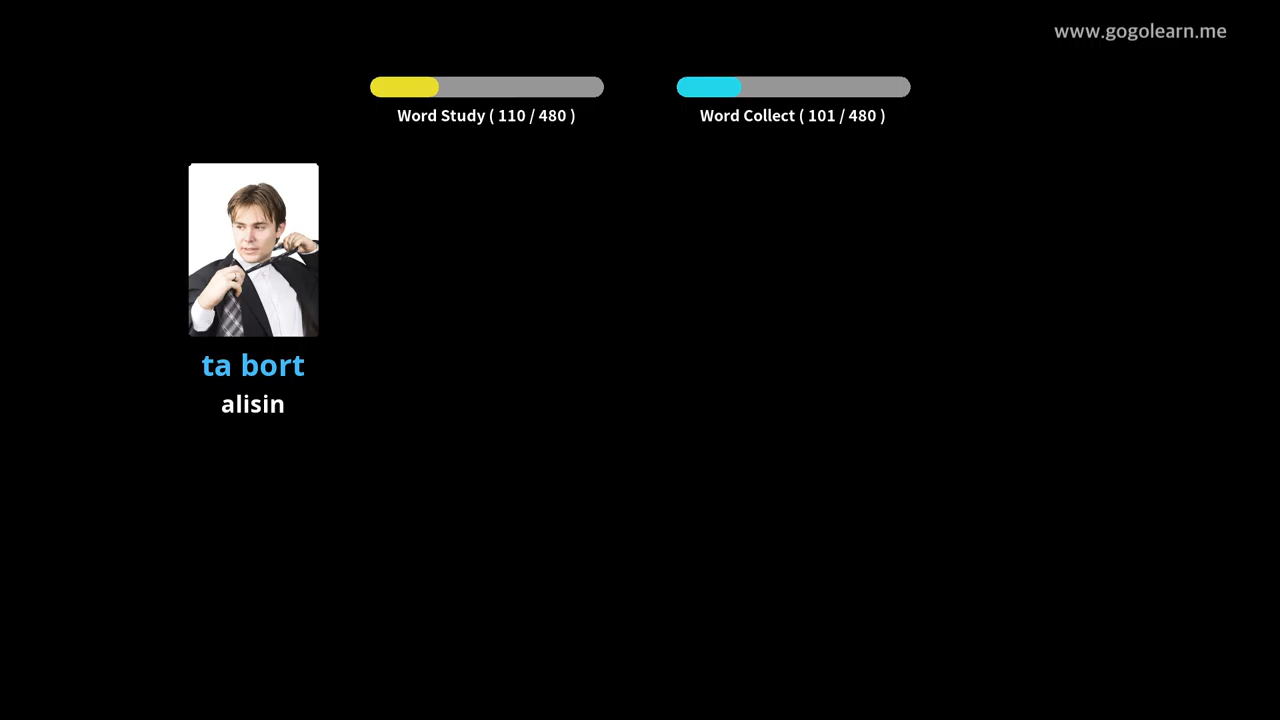 www.gogolearn.me
Word Study ( 110 / 480 )
Word Collect ( 101 / 480 )
ta bort
alisin